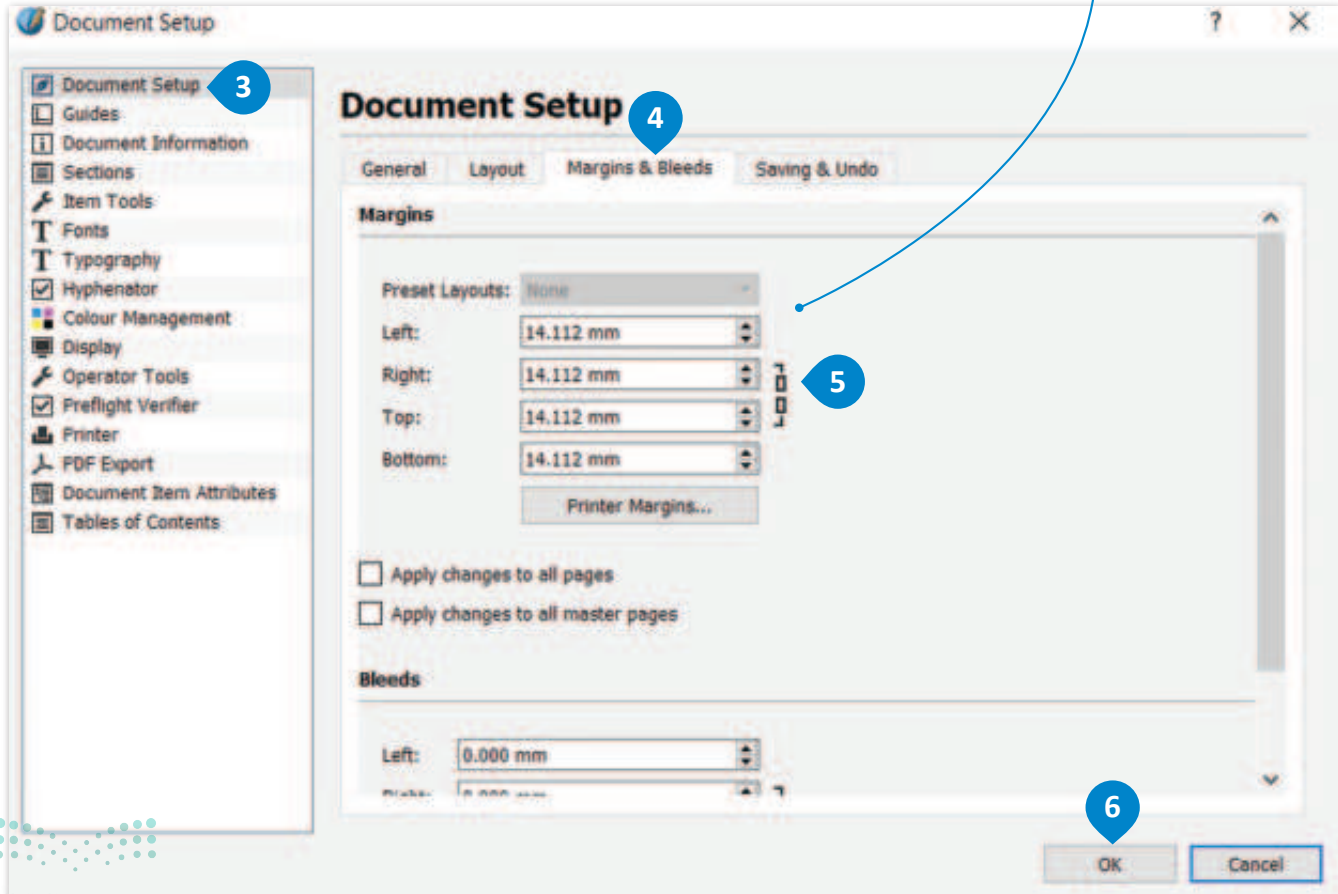 Document Setup
?
Document Setup
3
Guides
Document Information
Sections
Item Tools
Fonts
Typography
Hyphenator
Colour Management
Display
Operator Tools
Preflight Verifier
Printer
PDF Export
Document Item Attributes
Tables of Contents
Document Setup
4
General Layout Margins & Bleeds Saving & Undo
Margins
Preset Layouts: None
Left: 14.112 mm
Right: 14.112 mm
5
Top: 14.112 mm
Bottom: 14.112 mm
Printer Margins...
Apply changes to all pages
Apply changes to all master pages
Bleeds
Left: 0.000 mm
6
OK Cancel